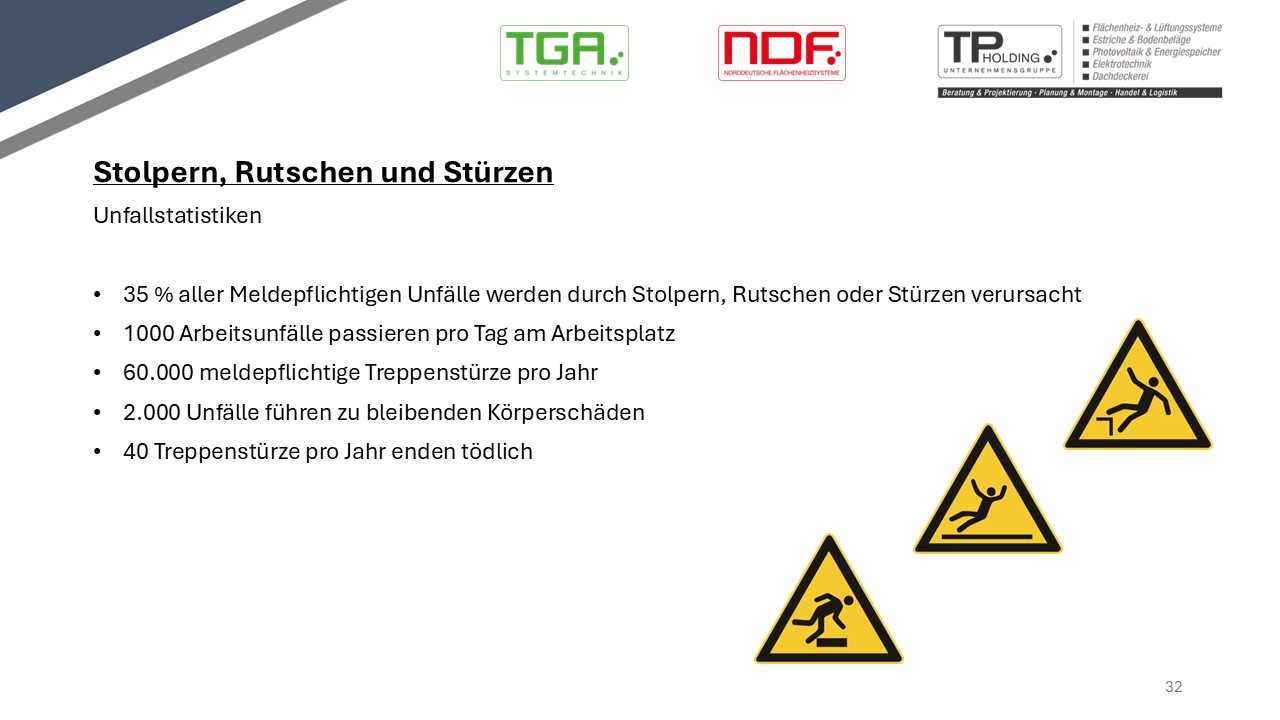 TGA
SYSTEMTECHNIK
NDF
NORDDEUTSCHE FLÄCHENHEIZSYSTEME
TP HOLDING
UNTERNEHMENSGRUPPE
Flächenheiz- & Lüftungssysteme
Estriche & Bodenbeläge
Photovoltaik & Energiespeicher
Elektrotechnik
Dachdeckerei
Beratung & Projektierung · Planung & Montage · Handel & Logistik
Stolpern, Rutschen und Stürzen
Unfallstatistiken
• 35 % aller Meldepflichtigen Unfälle werden durch Stolpern, Rutschen oder Stürzen verursacht
• 1000 Arbeitsunfälle passieren pro Tag am Arbeitsplatz
• 60.000 meldepflichtige Treppenstürze pro Jahr
• 2.000 Unfälle führen zu bleibenden Körperschäden
• 40 Treppenstürze pro Jahr enden tödlich
32